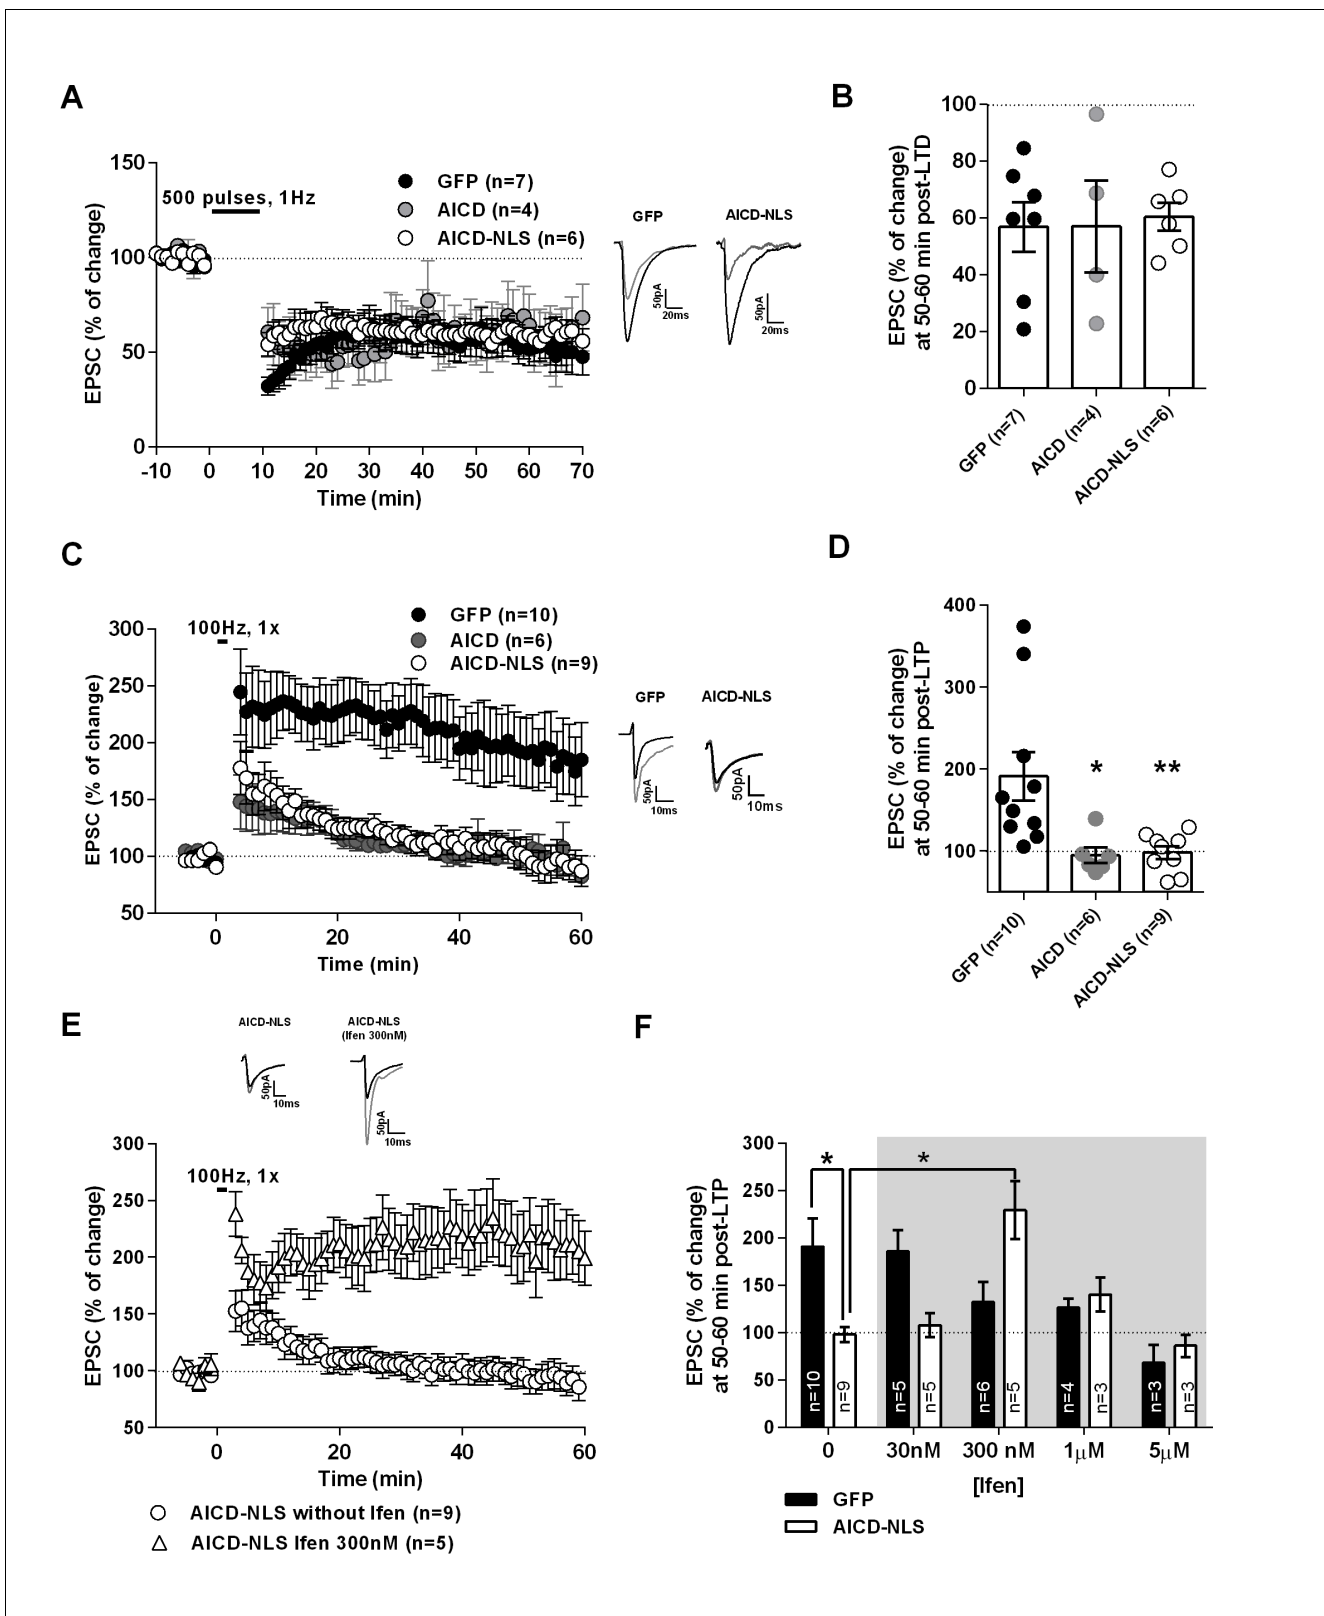 A
150
100
50
0
EPSC (% of change)
500 pulses, 1Hz
GFP (n=7)
AICD (n=4)
AICD-NLS (n=6)
-10 0 10 20 30 40 50 60 70
Time (min)
GFP
50pA
20ms
AICD-NLS
50pA
20ms
B
100
80
60
40
20
0
EPSC (% of change)
at 50-60 min post-LTD
GFP (n=7)
AICD (n=4)
AICD-NLS (n=6)
C
300
250
200
150
100
50
EPSC (% of change)
100Hz, 1x
GFP (n=10)
AICD (n=6)
AICD-NLS (n=9)
0 20 40 60
Time (min)
GFP
50pA
10ms
AICD-NLS
50pA
10ms
D
400
300
200
100
EPSC (% of change)
at 50-60 min post-LTP
* **
GFP (n=10)
AICD (n=6)
AICD-NLS (n=9)
E
AICD-NLS
50pA
10ms
AICD-NLS
(Ifen 300nM)
50pA
10ms
300
250
200
150
100
50
EPSC (% of change)
100Hz, 1x
0 20 40 60
Time (min)
AICD-NLS without Ifen (n=9)
AICD-NLS Ifen 300nM (n=5)
F
300
250
200
150
100
50
0
EPSC (% of change)
at 50-60 min post-LTP
* *
n=10 n=9 n=5 n=5 n=6 n=5 n=4 n=3 n=3 n=3
0 30nM 300 nM 1µM 5µM
[Ifen]
GFP
AICD-NLS